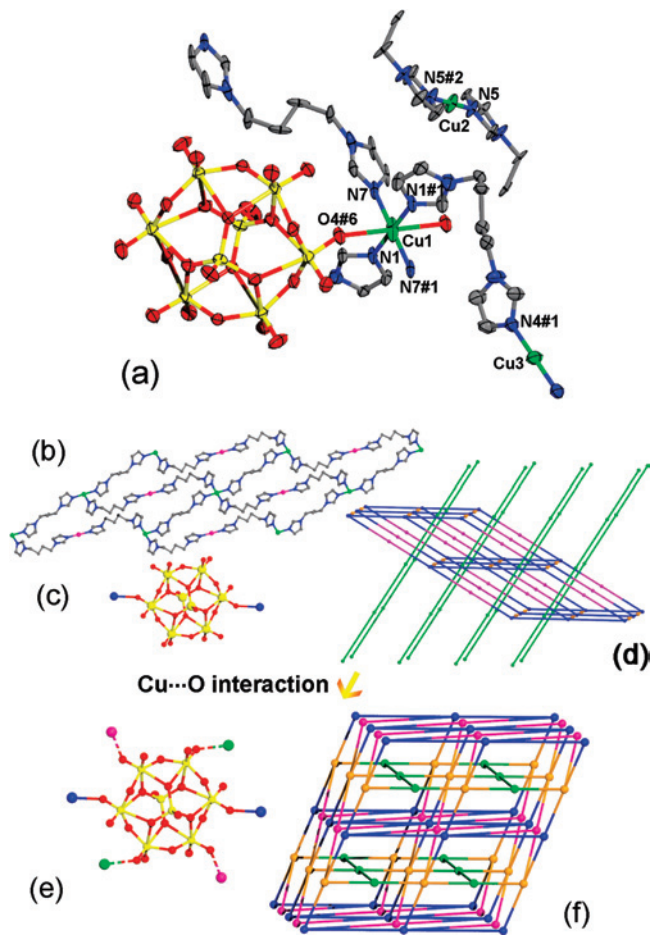 N5#2 N5
Cu2
N7 N1#1
O4#6
Cu1
N1
N7#1
N4#1
Cu3
(a)
(b)
(c)
(d)
Cu···O interaction
(e)
(f)